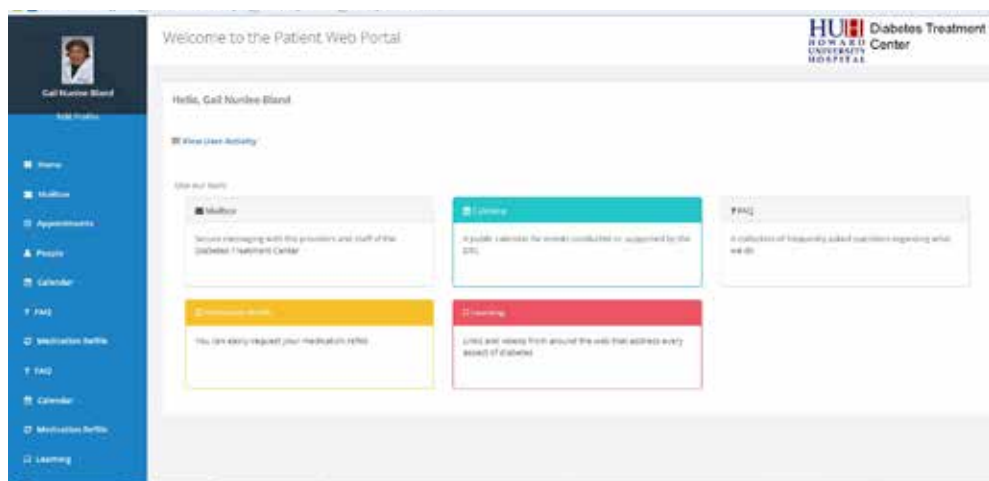 Welcome to the Patient Web Portal
HUH Diabetes Treatment
HOWARD Center
UNIVERSITY
HOSPITAL
Gail Nunlee-Bland
Edit Profile
Hello, Gail Nunlee-Bland
View User Activity
Home
Mailbox
Appointments
People
Calendar
? FAQ
Medication Refills
? FAQ
Calendar
Medication Refills
Learning
Use our tools
Mailbox
Secure messaging with the providers and staff of the
Diabetes Treatment Center
Calendar
A public calendar for events conducted or supported by the
DTC.
? FAQ
A collection of frequently asked questions regarding what
we do
Medication Refills
You can easily request your medication refills
Learning
Links and videos from around the web that address every
aspect of diabetes